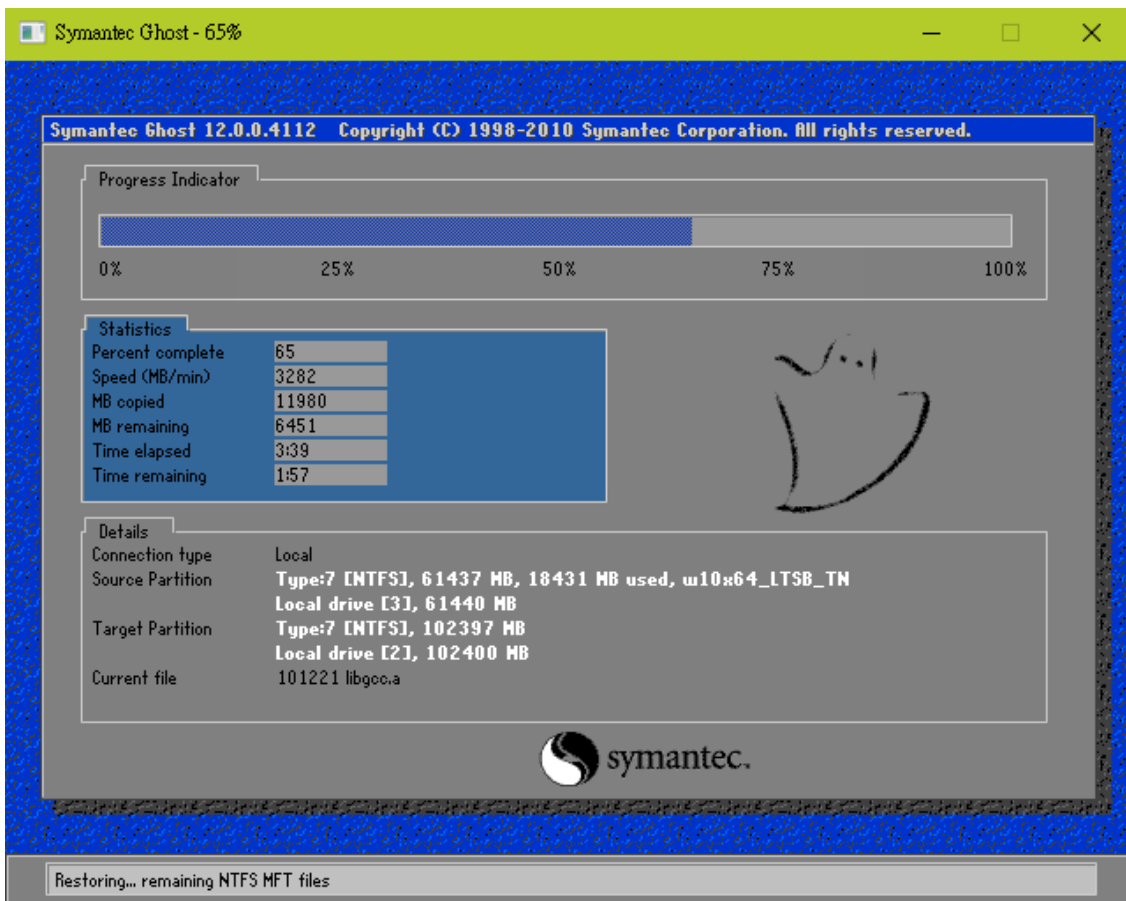 Symantec Ghost - 65%
Symantec Ghost 12.0.0.4112 Copyright (C) 1998-2010 Symantec Corporation. All rights reserved.
Progress Indicator
0% 25% 50% 75% 100%
Statistics
Percent complete 65
Speed (MB/min) 3282
MB copied 11980
MB remaining 6451
Time elapsed 3:39
Time remaining 1:57
Details
Connection type Local
Source Partition Type:7 [NTFS], 61437 MB, 18431 MB used, w10x64_LTSB_TN
Local drive [3], 61440 MB
Target Partition Type:7 [NTFS], 102397 MB
Local drive [2], 102400 MB
Current file 101221 libgcc.a
symantec.
Restoring... remaining NTFS MFT files